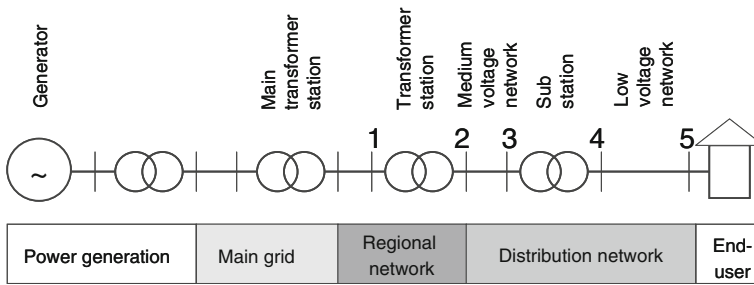 Generator
Main
transformer
station
Transformer
station
Medium
voltage
network
Sub
station
Low
voltage
network
1
2
3
4
5
~
Power generation
Main grid
Regional
network
Distribution network
End-
user